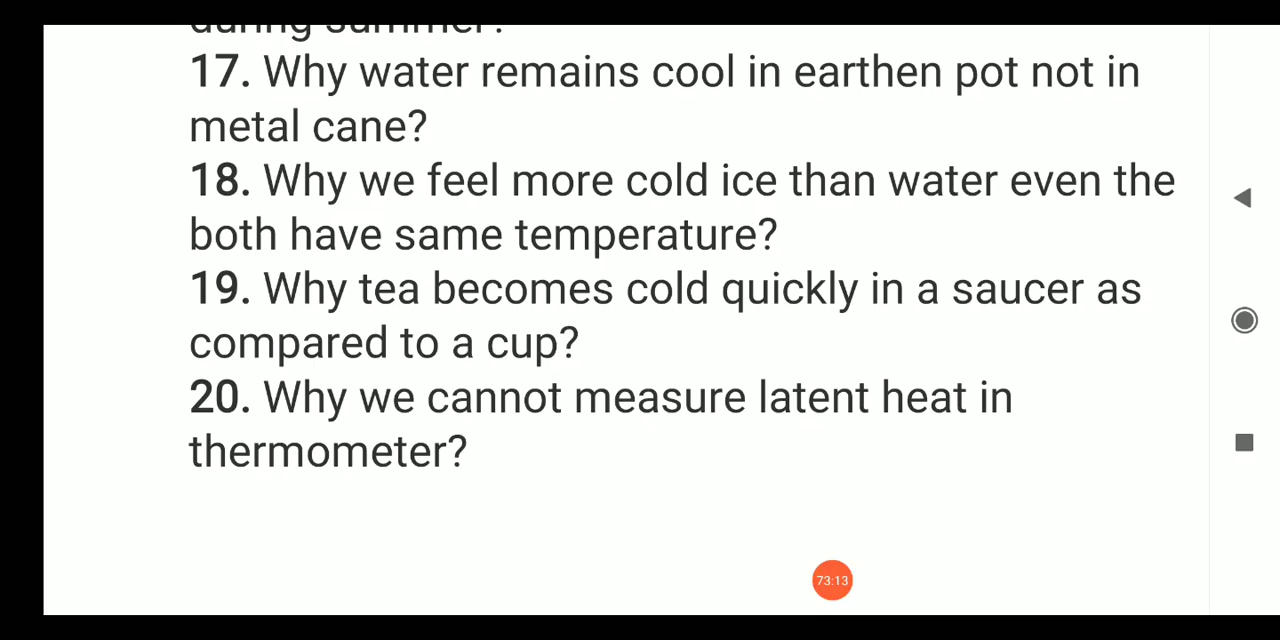 during summer?
17. Why water remains cool in earthen pot not in
metal cane?
18. Why we feel more cold ice than water even the
both have same temperature?
19. Why tea becomes cold quickly in a saucer as
compared to a cup?
20. Why we cannot measure latent heat in
thermometer?
73:13